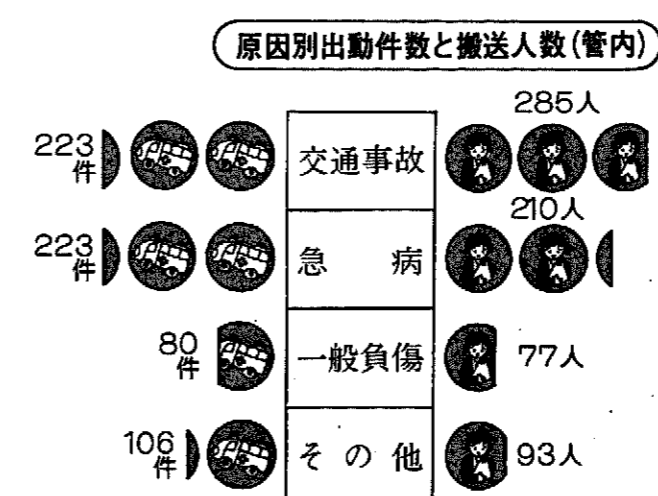 原因別出動件数と搬送人数(管内)
223件 交通事故 285人
223件 急病 210人
80件 一般負傷 77人
106件 その他 93人